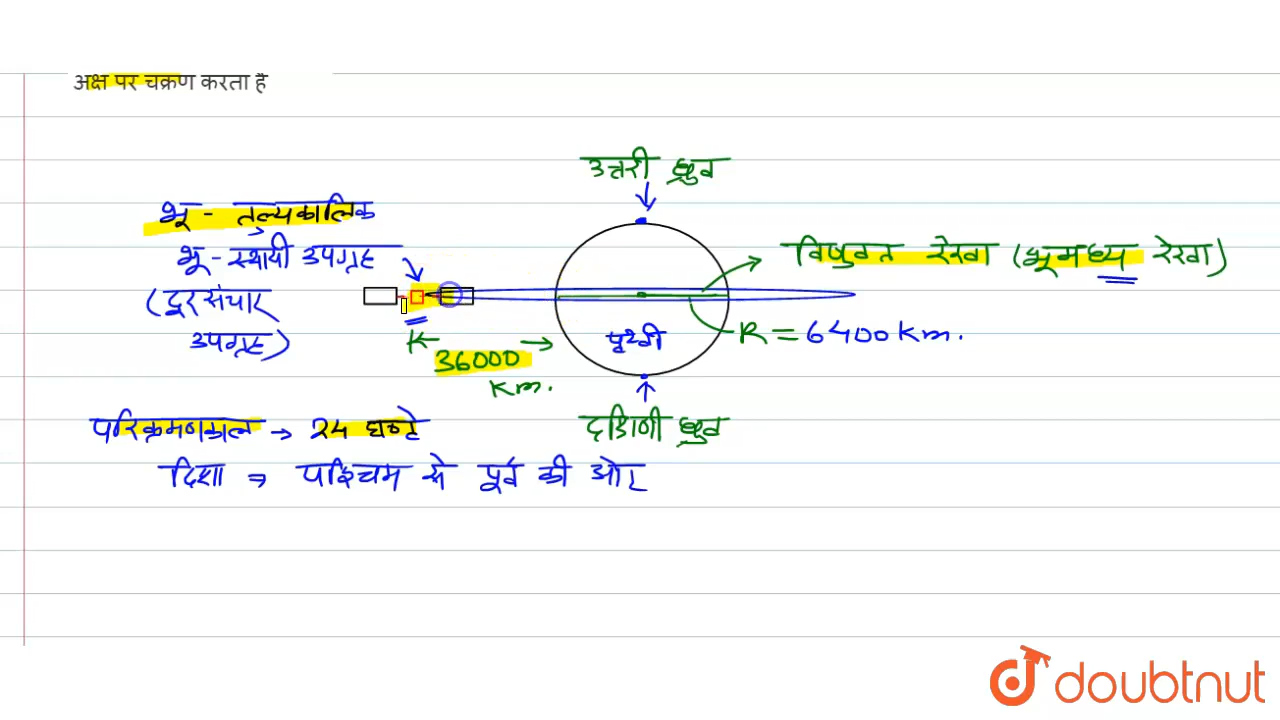 अक्ष पर चक्रण करता है
उत्तरी ध्रुव
भू - तुल्यकालिक
भू - स्थायी उपग्रह
(दूरसंचार
उपग्रह)
विषुवत रेखा (भूमध्य रेखा)
पृथ्वी
R = 6400 Km.
36000
Km.
परिक्रमणकाल → 24 घण्टे
दक्षिणी ध्रुव
दिशा ⇒ पश्चिम से पूर्व की ओर
doubtnut